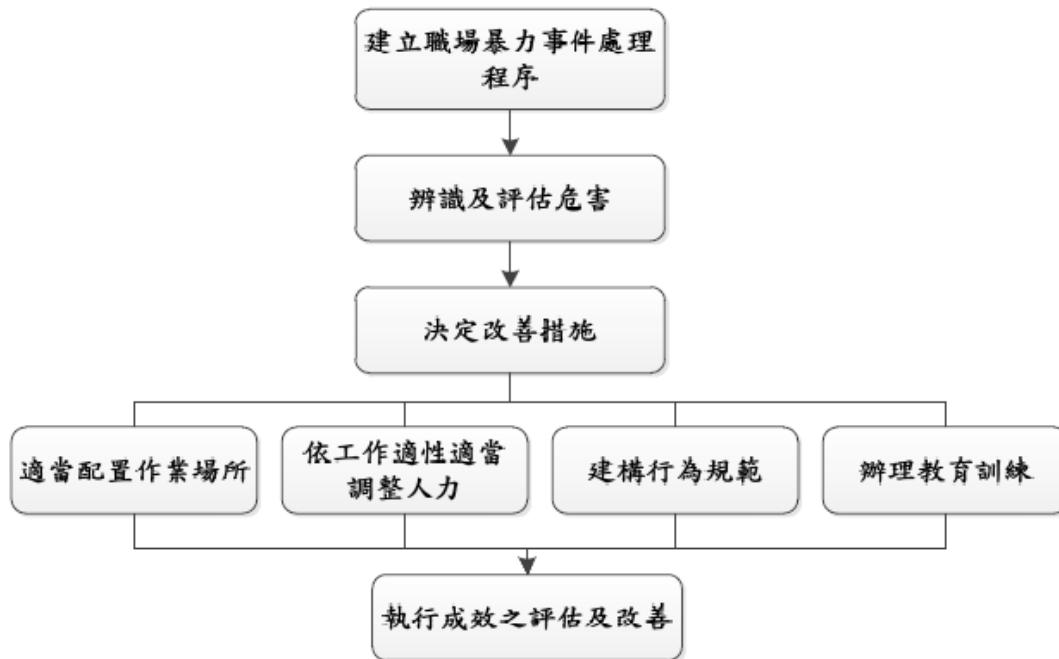 建立職場暴力事件處理
程序
辨識及評估危害
決定改善措施
適當配置作業場所
依工作適性適當
調整人力
建構行為規範
辦理教育訓練
執行成效之評估及改善